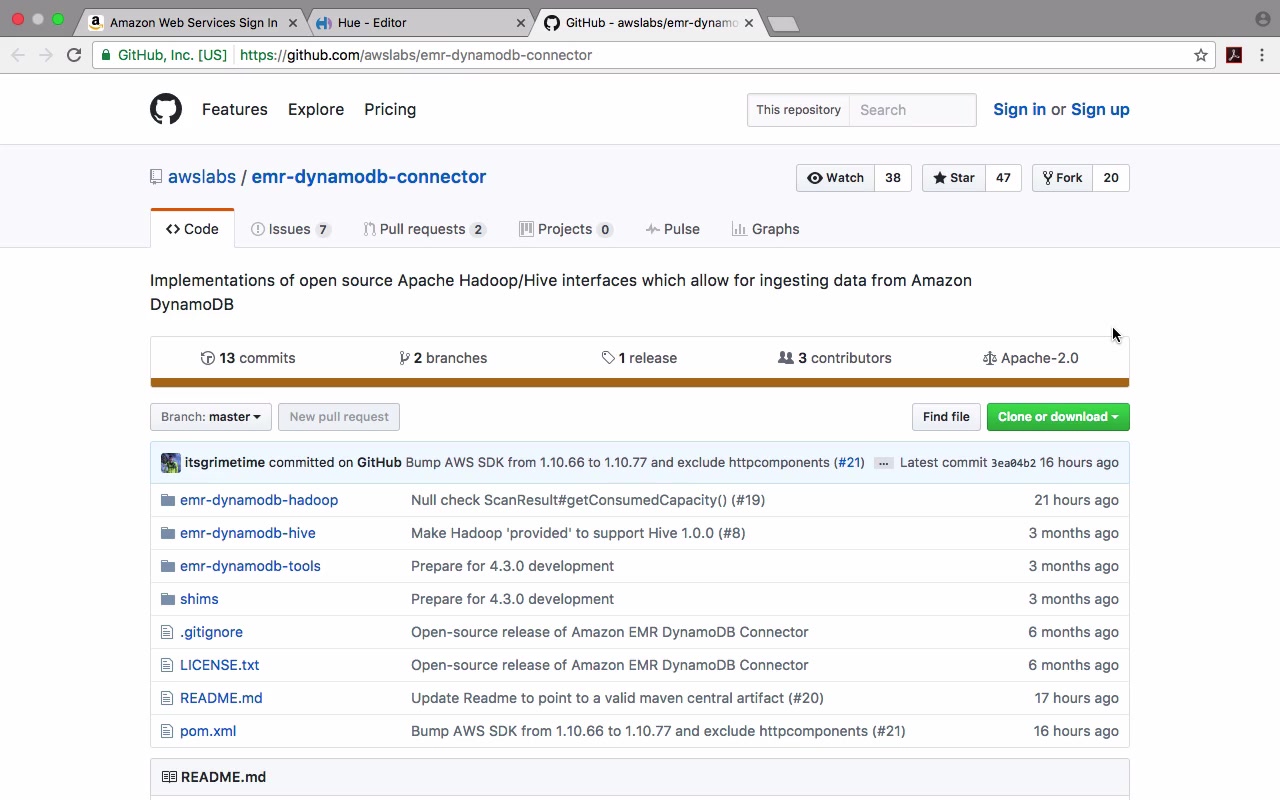 Amazon Web Services Sign In
Hue - Editor
GitHub - awslabs/emr-dynamo
GitHub, Inc. [US] https://github.com/awslabs/emr-dynamodb-connector
Features Explore Pricing This repository Search Sign in or Sign up
awslabs / emr-dynamodb-connector Watch 38 Star 47 Fork 20
Code Issues 7 Pull requests 2 Projects 0 Pulse Graphs
Implementations of open source Apache Hadoop/Hive interfaces which allow for ingesting data from Amazon
DynamoDB
13 commits 2 branches 1 release 3 contributors Apache-2.0
Branch: master New pull request Find file Clone or download
itsgrimetime committed on GitHub Bump AWS SDK from 1.10.66 to 1.10.77 and exclude httpcomponents (#21) ... Latest commit 3ea04b2 16 hours ago
emr-dynamodb-hadoop Null check ScanResult#getConsumedCapacity() (#19) 21 hours ago
emr-dynamodb-hive Make Hadoop 'provided' to support Hive 1.0.0 (#8) 3 months ago
emr-dynamodb-tools Prepare for 4.3.0 development 3 months ago
shims Prepare for 4.3.0 development 3 months ago
.gitignore Open-source release of Amazon EMR DynamoDB Connector 6 months ago
LICENSE.txt Open-source release of Amazon EMR DynamoDB Connector 6 months ago
README.md Update Readme to point to a valid maven central artifact (#20) 17 hours ago
pom.xml Bump AWS SDK from 1.10.66 to 1.10.77 and exclude httpcomponents (#21) 16 hours ago
README.md